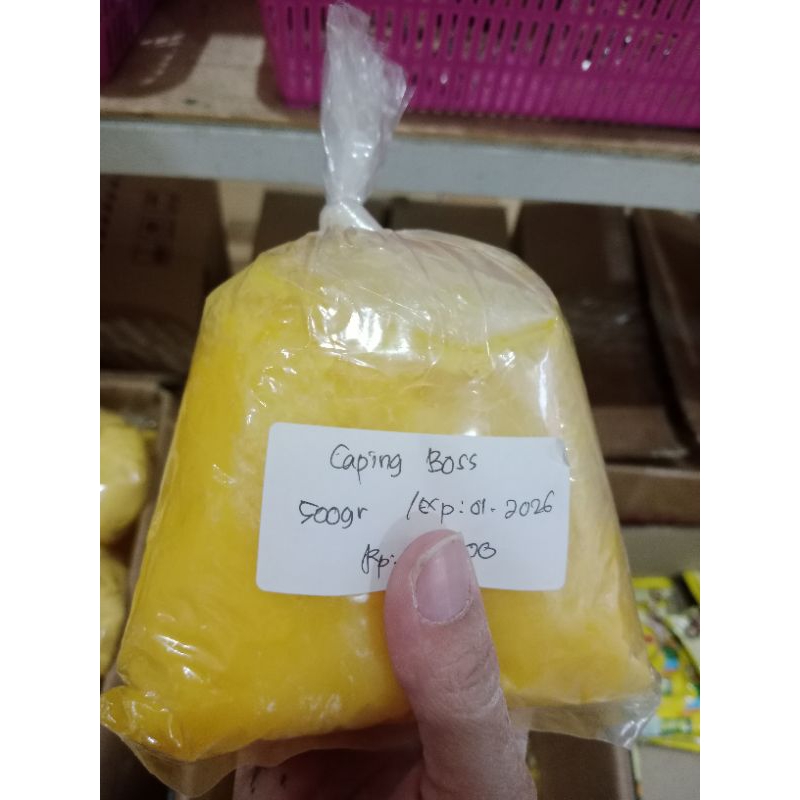 Caping Boss
500gr /exp: 01. 2026
Rp: